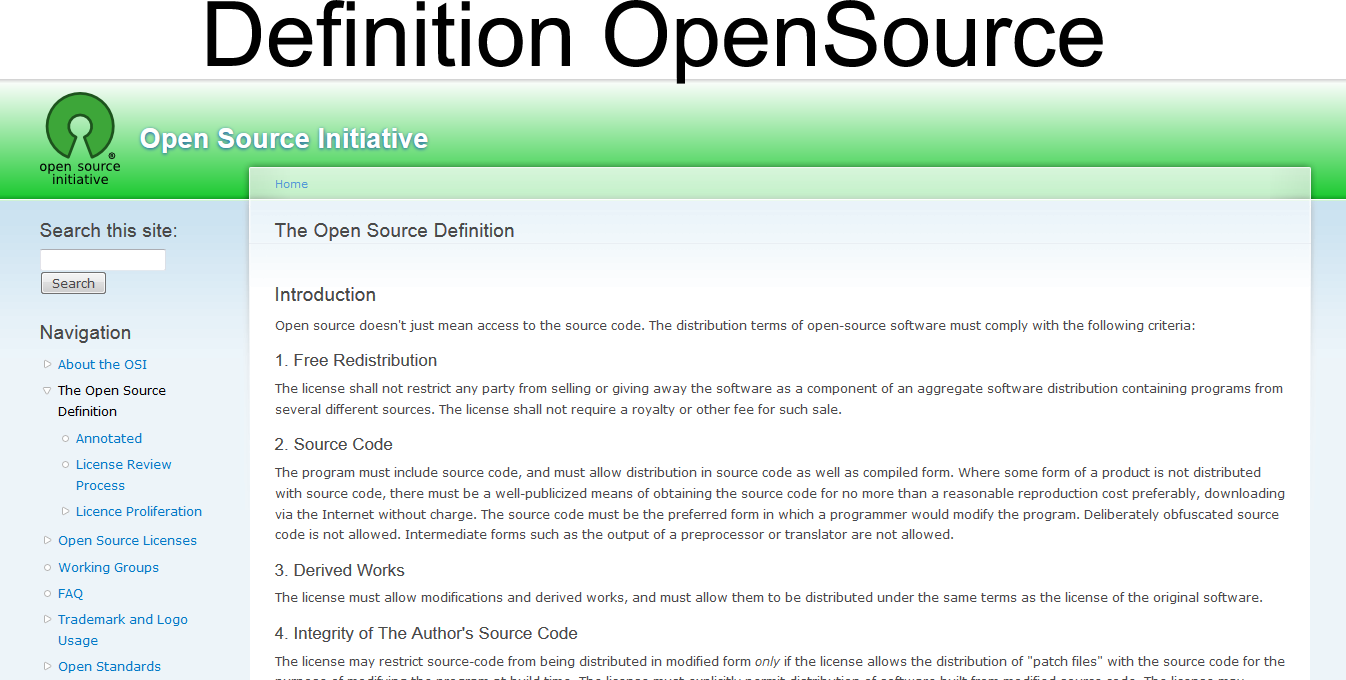 Definition OpenSource
open source
initiative
®
Open Source Initiative
Home
Search this site:
Search
Navigation
About the OSI
The Open Source
Definition
Annotated
License Review
Process
Licence Proliferation
Open Source Licenses
Working Groups
FAQ
Trademark and Logo
Usage
Open Standards
The Open Source Definition
Introduction
Open source doesn't just mean access to the source code. The distribution terms of open-source software must comply with the following criteria:
1. Free Redistribution
The license shall not restrict any party from selling or giving away the software as a component of an aggregate software distribution containing programs from
several different sources. The license shall not require a royalty or other fee for such sale.
2. Source Code
The program must include source code, and must allow distribution in source code as well as compiled form. Where some form of a product is not distributed
with source code, there must be a well-publicized means of obtaining the source code for no more than a reasonable reproduction cost preferably, downloading
via the Internet without charge. The source code must be the preferred form in which a programmer would modify the program. Deliberately obfuscated source
code is not allowed. Intermediate forms such as the output of a preprocessor or translator are not allowed.
3. Derived Works
The license must allow modifications and derived works, and must allow them to be distributed under the same terms as the license of the original software.
4. Integrity of The Author's Source Code
The license may restrict source-code from being distributed in modified form only if the license allows the distribution of "patch files" with the source code for the